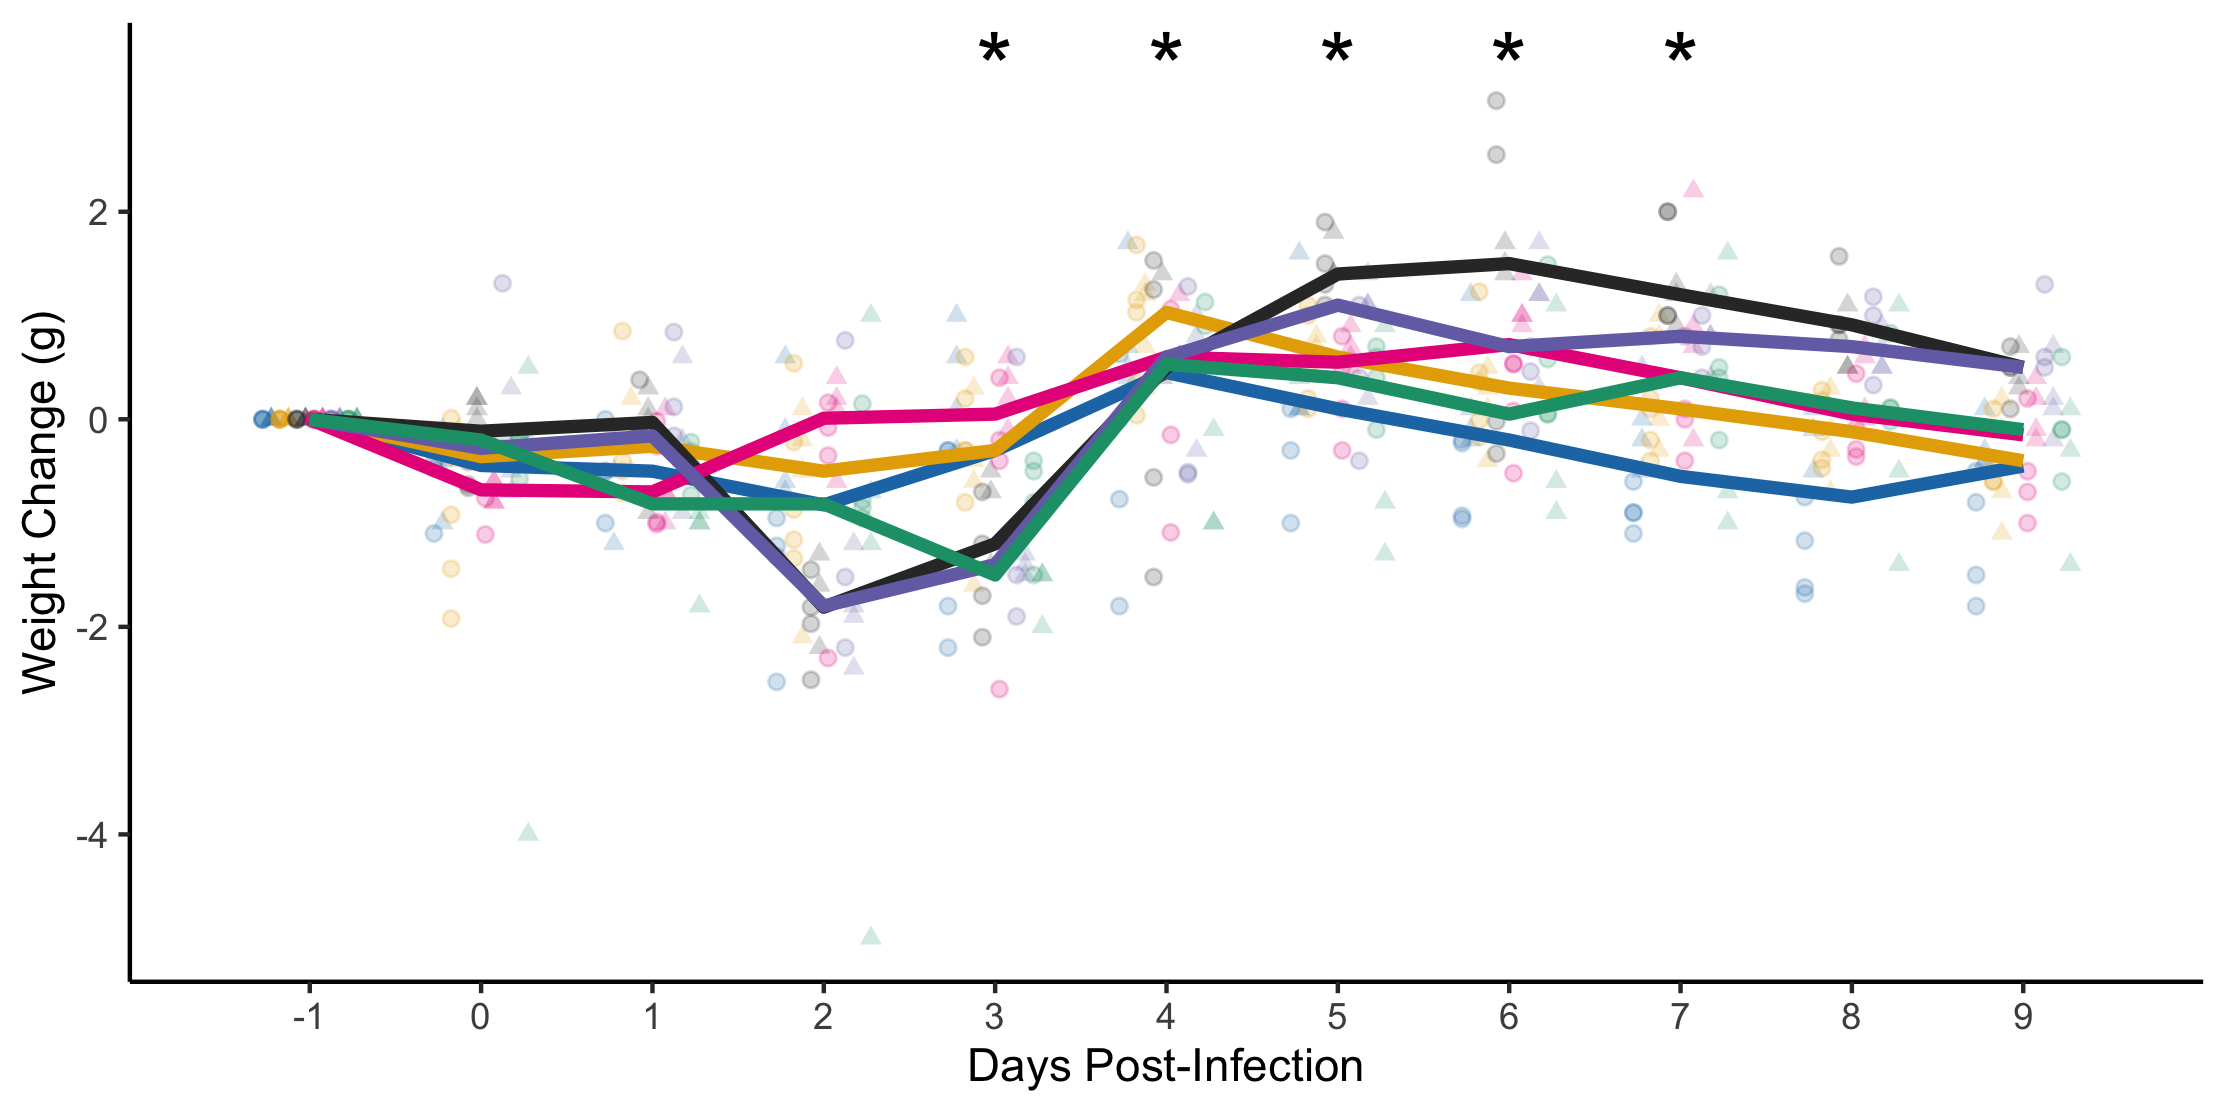 * * * * *
Weight Change (g)
2
0
-2
-4
-1 0 1 2 3 4 5 6 7 8 9
Days Post-Infection